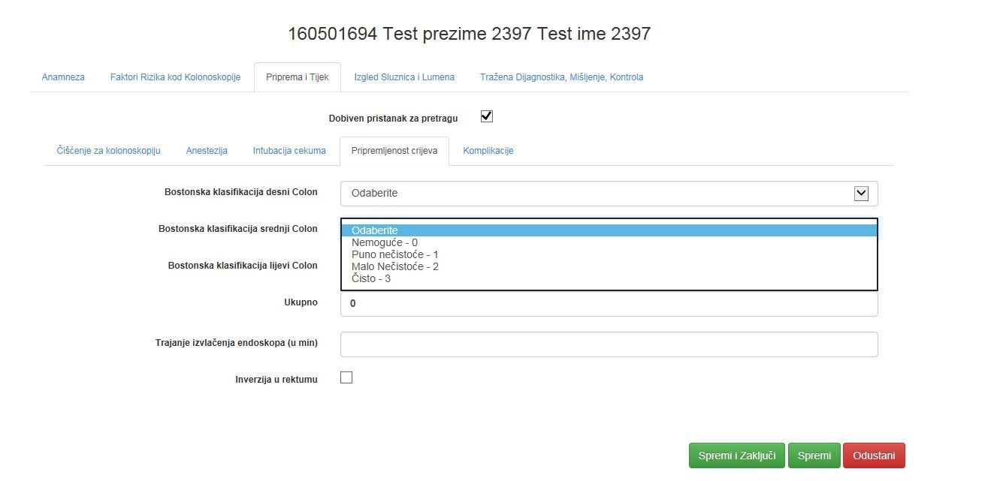 160501694 Test prezime 2397 Test ime 2397
Anamneza Faktori Rizika kod Kolonoskopije Priprema i Tijek Izgled Sluznica i Lumena Tražena Dijagnostika, Mišljenje, Kontrola
Dobiven pristanak za pretragu
Čišćenje za kolonoskopiju Anestezija Intubacija cekuma Pripremljenost crijeva Komplikacije
Bostonska klasifikacija desni Colon Odaberite
Bostonska klasifikacija srednji Colon Odaberite
Nemoguće - 0
Puno nečistoće - 1
Bostonska klasifikacija lijevi Colon Malo Nečistoće - 2
Čisto - 3
Ukupno 0
Trajanje izvlačenja endoskopa (u min)
Inverzija u rektumu
Spremi i Zaključi Spremi Odustani